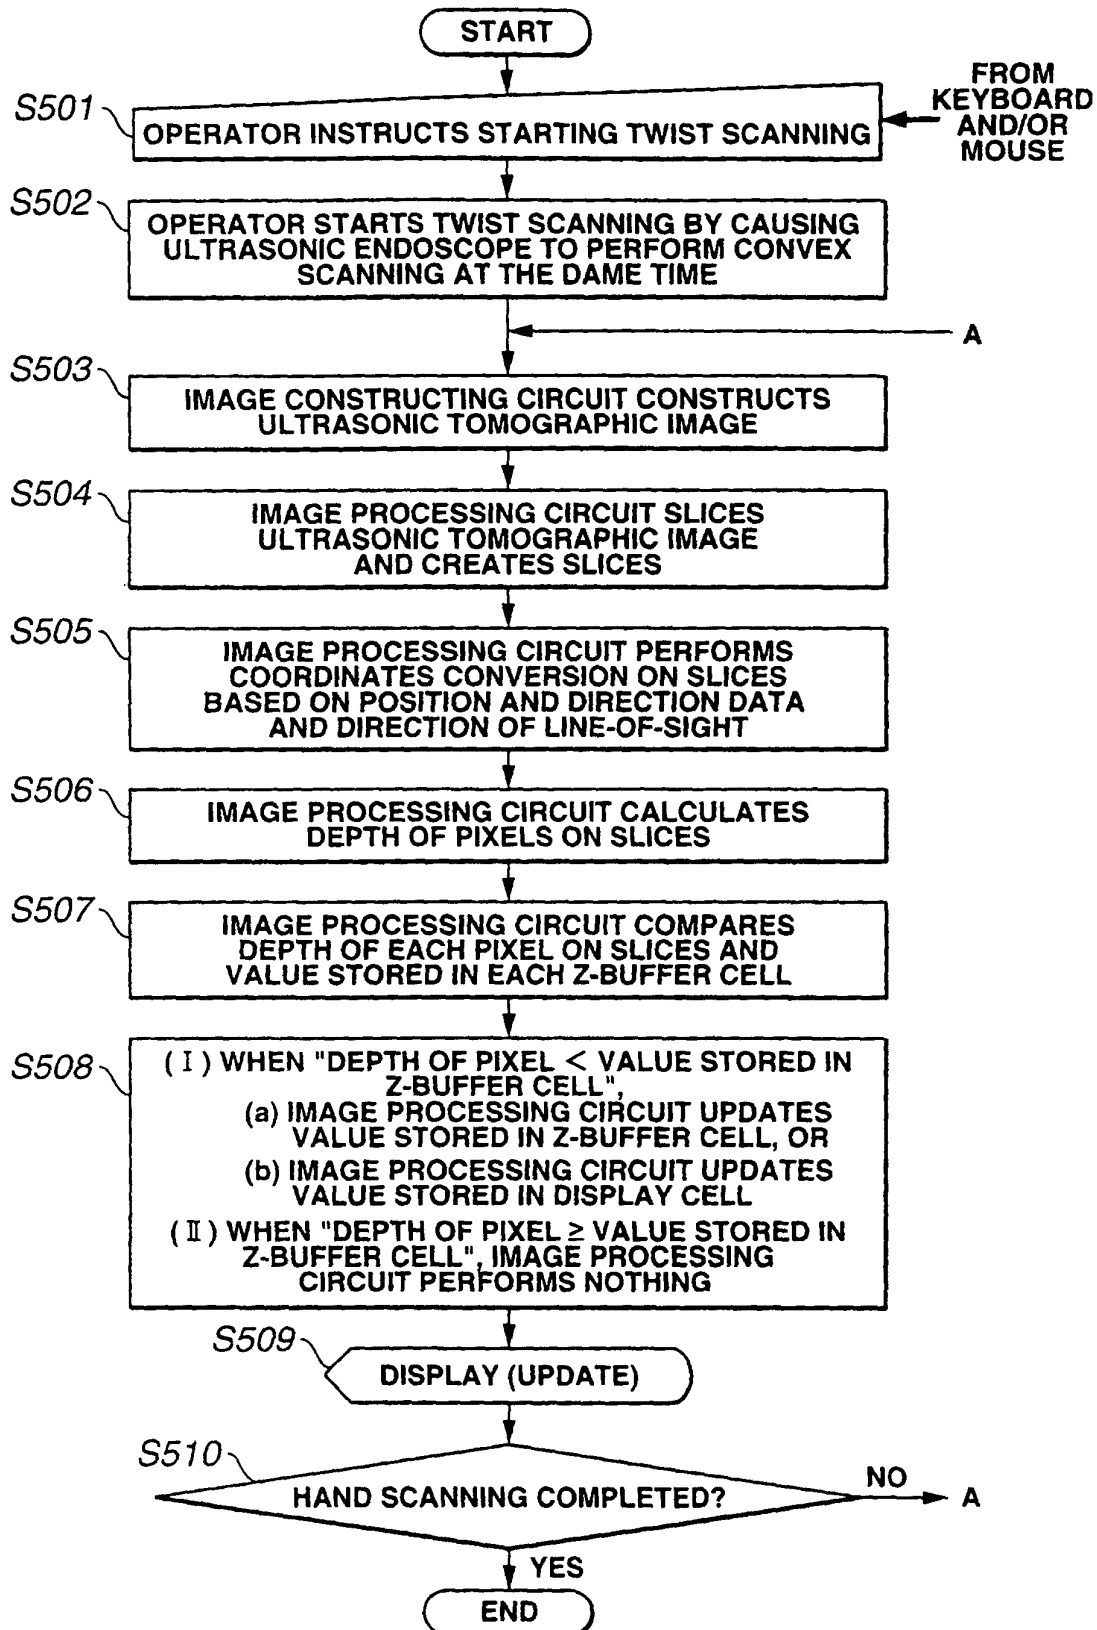 START
S501
OPERATOR INSTRUCTS STARTING TWIST SCANNING
FROM
KEYBOARD
AND/OR
MOUSE
S502
OPERATOR STARTS TWIST SCANNING BY CAUSING
ULTRASONIC ENDOSCOPE TO PERFORM CONVEX
SCANNING AT THE DAME TIME
A
S503
IMAGE CONSTRUCTING CIRCUIT CONSTRUCTS
ULTRASONIC TOMOGRAPHIC IMAGE
S504
IMAGE PROCESSING CIRCUIT SLICES
ULTRASONIC TOMOGRAPHIC IMAGE
AND CREATES SLICES
S505
IMAGE PROCESSING CIRCUIT PERFORMS
COORDINATES CONVERSION ON SLICES
BASED ON POSITION AND DIRECTION DATA
AND DIRECTION OF LINE-OF-SIGHT
S506
IMAGE PROCESSING CIRCUIT CALCULATES
DEPTH OF PIXELS ON SLICES
S507
IMAGE PROCESSING CIRCUIT COMPARES
DEPTH OF EACH PIXEL ON SLICES AND
VALUE STORED IN EACH Z-BUFFER CELL
S508
(Ⅰ) WHEN "DEPTH OF PIXEL < VALUE STORED IN
Z-BUFFER CELL",
(a) IMAGE PROCESSING CIRCUIT UPDATES
VALUE STORED IN Z-BUFFER CELL, OR
(b) IMAGE PROCESSING CIRCUIT UPDATES
VALUE STORED IN DISPLAY CELL
(Ⅱ) WHEN "DEPTH OF PIXEL ≥ VALUE STORED IN
Z-BUFFER CELL", IMAGE PROCESSING
CIRCUIT PERFORMS NOTHING
S509
DISPLAY (UPDATE)
S510
HAND SCANNING COMPLETED?
NO
A
YES
END